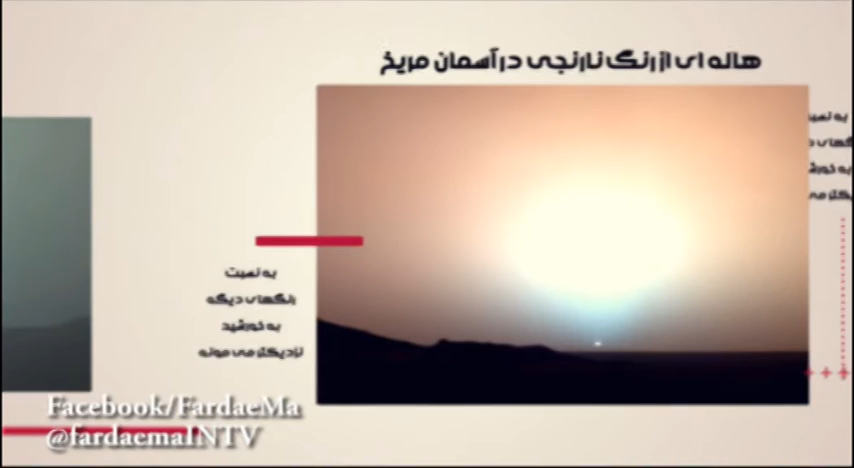 هاله ای از رنگ نارنجی در آسمان مریخ
به نسبت
رنگهای دیگه
به خورشید
نزدیکتر می مونه
Facebook/FardaeMa
@fardaema1NTV